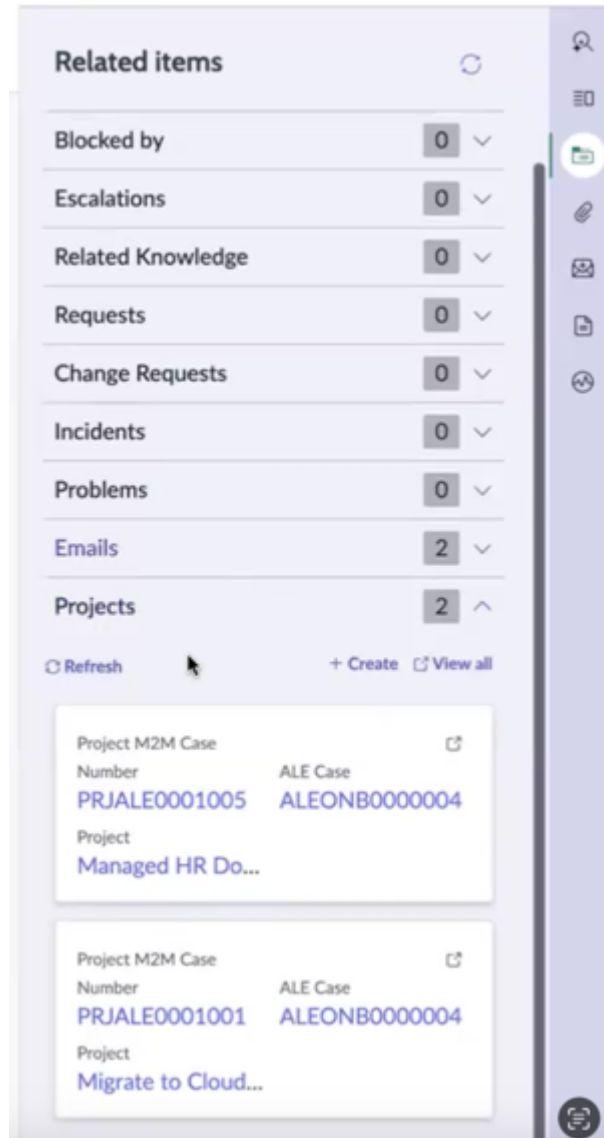 Related items
Blocked by 0
Escalations 0
Related Knowledge 0
Requests 0
Change Requests 0
Incidents 0
Problems 0
Emails 2
Projects 2
Refresh + Create View all
Project M2M Case
Number ALE Case
PRJALE0001005 ALEONB0000004
Project
Managed HR Do...
Project M2M Case
Number ALE Case
PRJALE0001001 ALEONB0000004
Project
Migrate to Cloud...